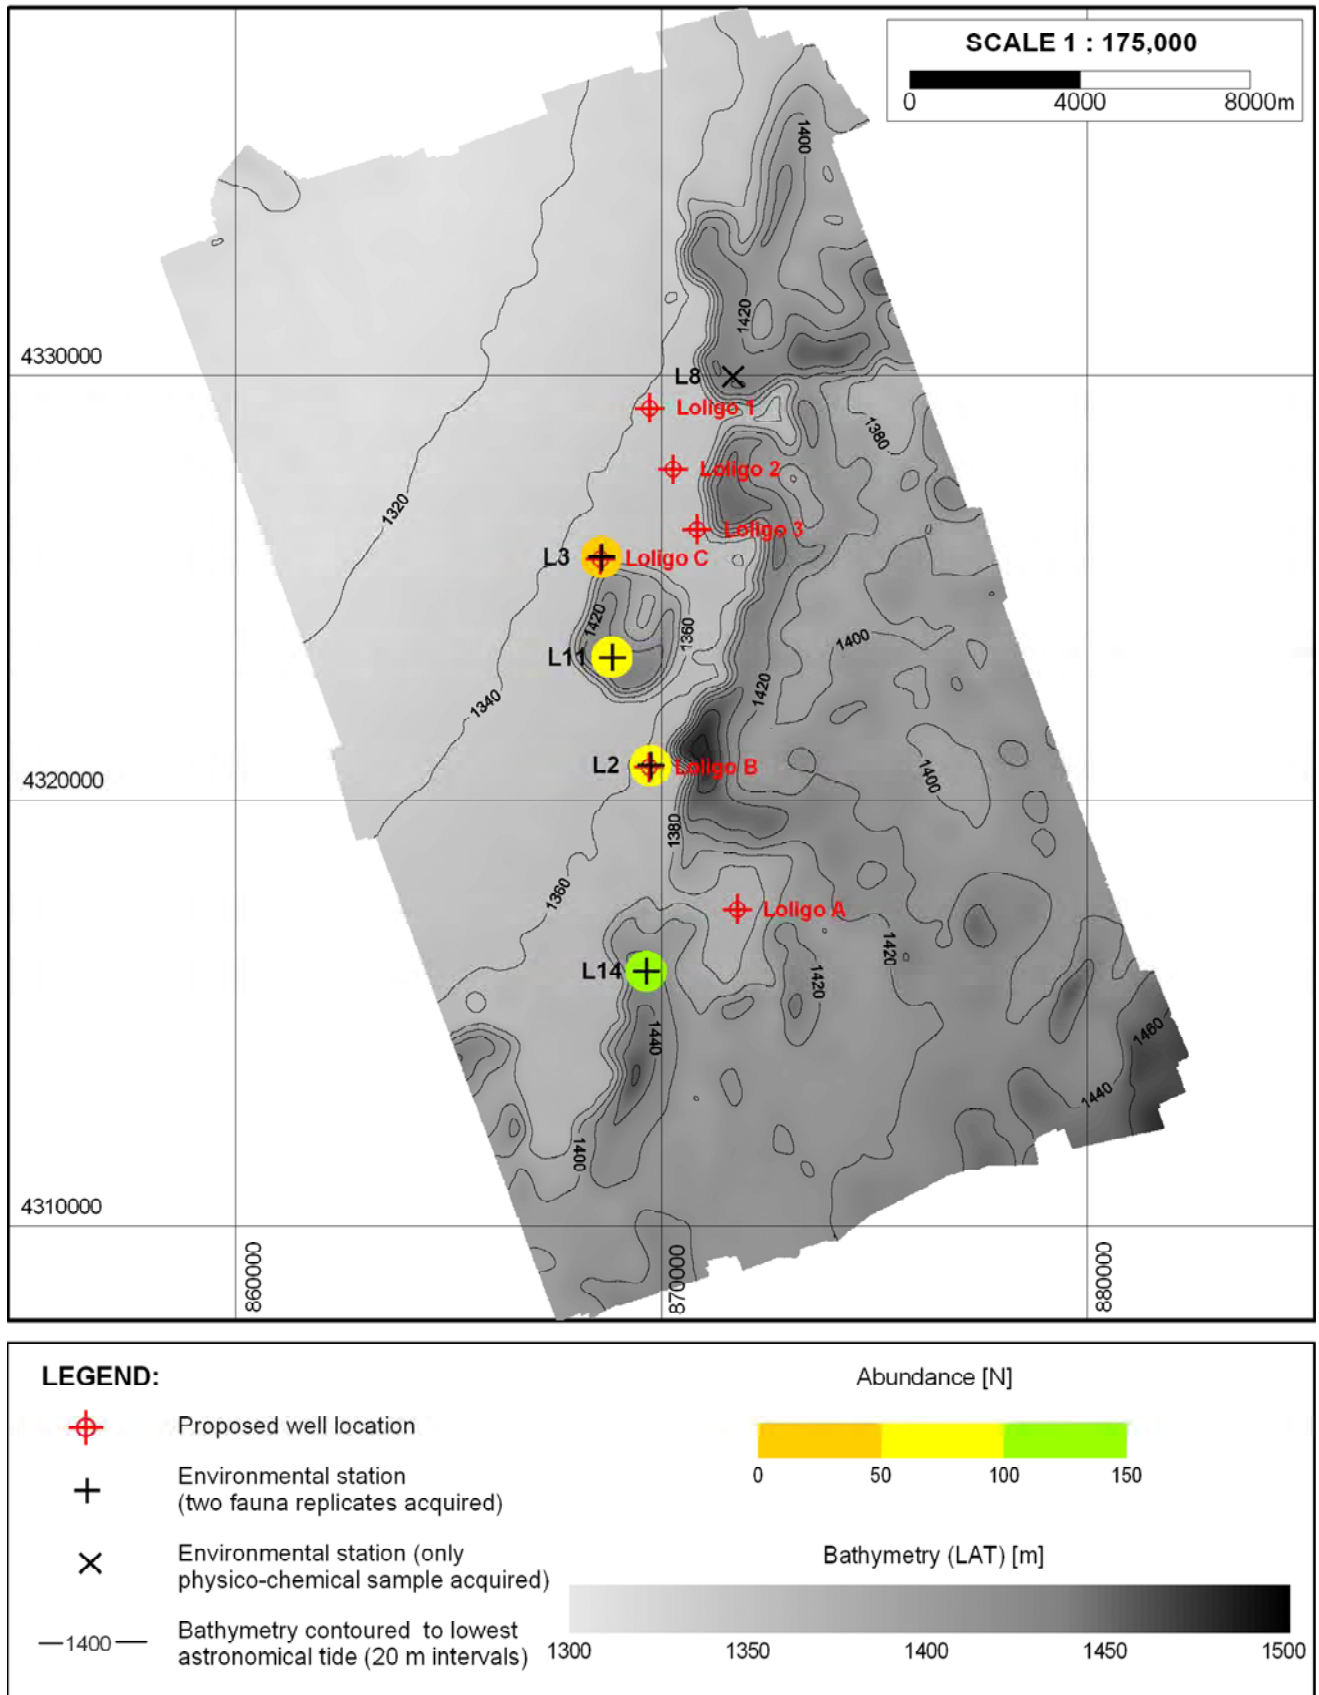 SCALE 1 : 175,000
0 4000 8000m
1400
1420
4330000
L8
Loligo 1
1380
Loligo 2
1320
Loligo 3
L3
Loligo C
1420
1360
1400
L11
1420
1340
L2
Loligo B
1400
4320000
1380
1360
Loligo A
1420
L14
1420
1440
1460
1440
1400
4310000
860000
870000
880000
LEGEND:
Proposed well location
Environmental station
(two fauna replicates acquired)
Environmental station (only
physico-chemical sample acquired)
—1400— Bathymetry contoured to lowest
astronomical tide (20 m intervals)
Abundance [N]
0 50 100 150
Bathymetry (LAT) [m]
1300 1350 1400 1450 1500